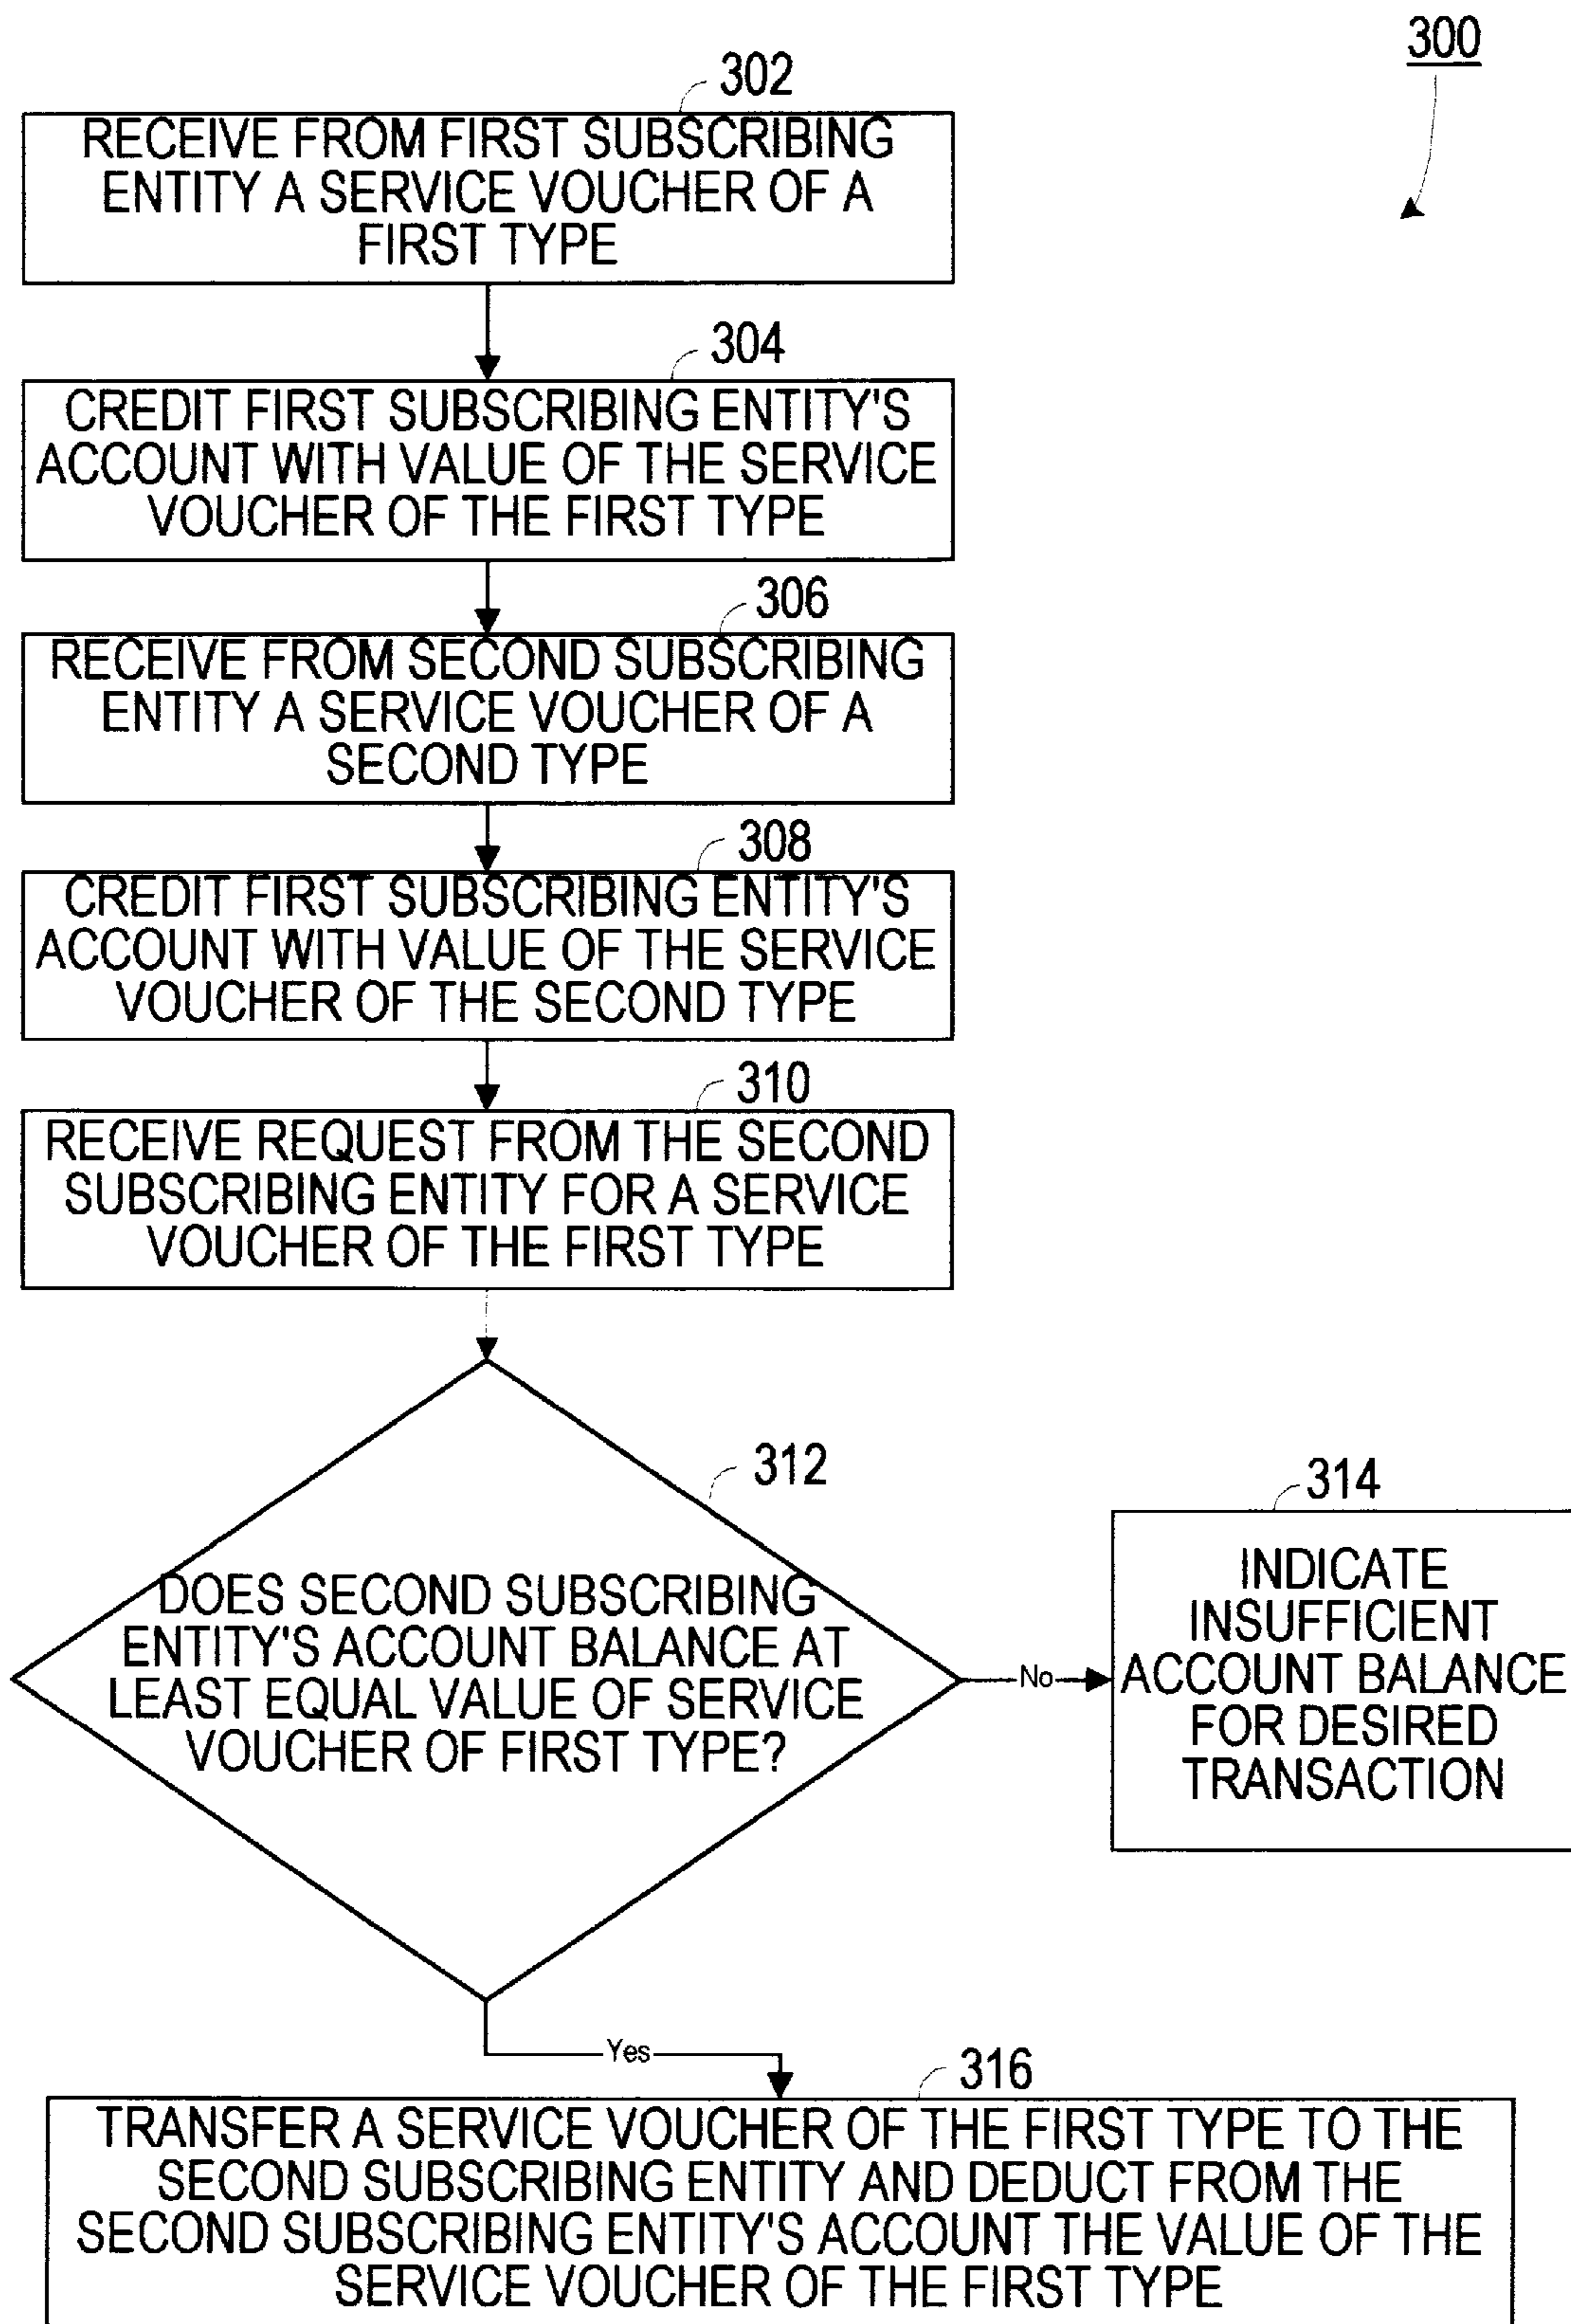 300
302
RECEIVE FROM FIRST SUBSCRIBING
ENTITY A SERVICE VOUCHER OF A
FIRST TYPE
304
CREDIT FIRST SUBSCRIBING ENTITY'S
ACCOUNT WITH VALUE OF THE SERVICE
VOUCHER OF THE FIRST TYPE
306
RECEIVE FROM SECOND SUBSCRIBING
ENTITY A SERVICE VOUCHER OF A
SECOND TYPE
308
CREDIT FIRST SUBSCRIBING ENTITY'S
ACCOUNT WITH VALUE OF THE SERVICE
VOUCHER OF THE SECOND TYPE
310
RECEIVE REQUEST FROM THE SECOND
SUBSCRIBING ENTITY FOR A SERVICE
VOUCHER OF THE FIRST TYPE
312
DOES SECOND SUBSCRIBING
ENTITY'S ACCOUNT BALANCE AT
LEAST EQUAL VALUE OF SERVICE
VOUCHER OF FIRST TYPE?
No
314
INDICATE
INSUFFICIENT
ACCOUNT BALANCE
FOR DESIRED
TRANSACTION
Yes
316
TRANSFER A SERVICE VOUCHER OF THE FIRST TYPE TO THE
SECOND SUBSCRIBING ENTITY AND DEDUCT FROM THE
SECOND SUBSCRIBING ENTITY'S ACCOUNT THE VALUE OF THE
SERVICE VOUCHER OF THE FIRST TYPE